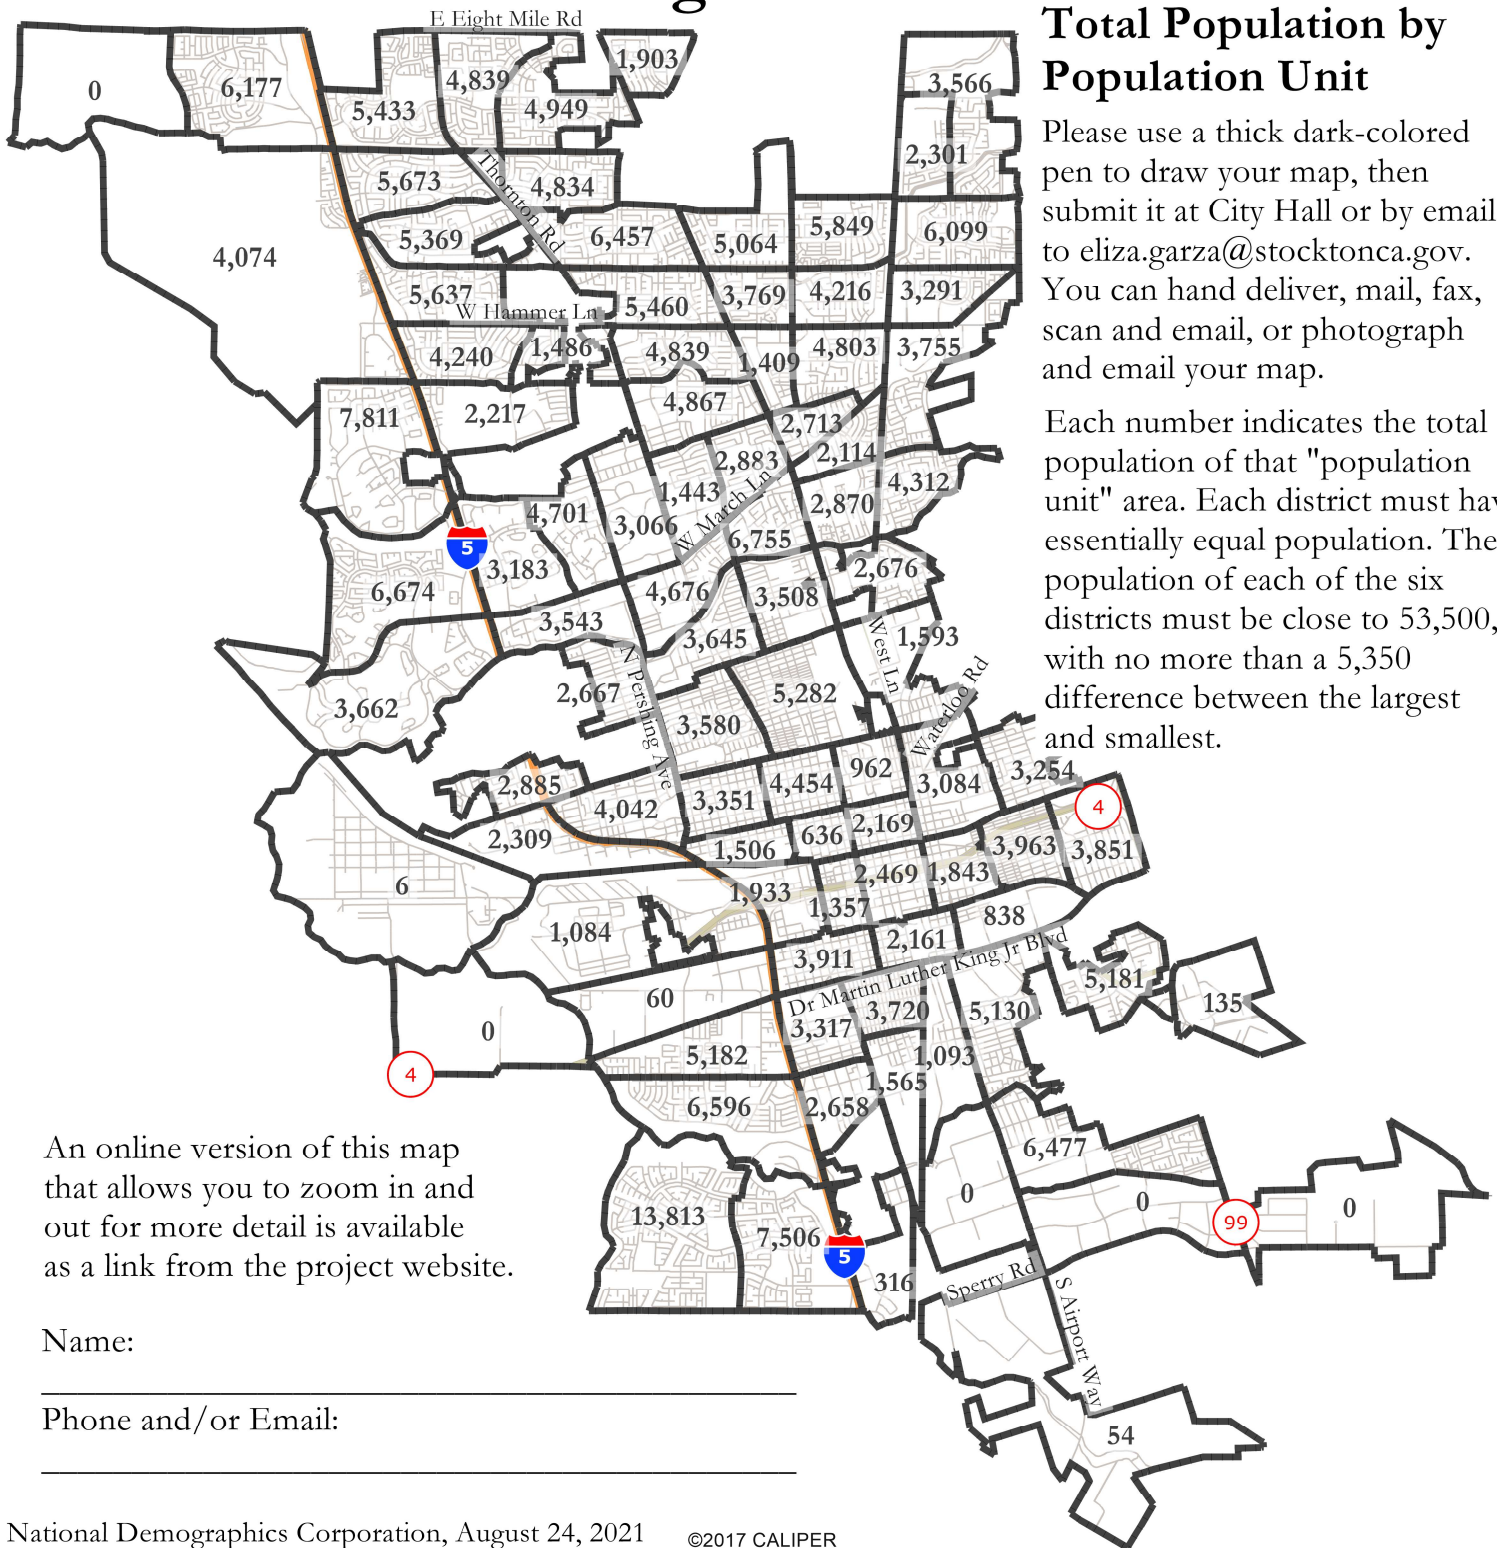 E Eight Mile Rd
Total Population by
Population Unit
Please use a thick dark-colored
pen to draw your map, then
submit it at City Hall or by email
to eliza.garza@stocktonca.gov.
You can hand deliver, mail, fax,
scan and email, or photograph
and email your map.
Each number indicates the total
population of that "population
unit" area. Each district must hav
essentially equal population. The
population of each of the six
districts must be close to 53,500,
with no more than a 5,350
difference between the largest
and smallest.
0
6,177
5,433
4,839
4,949
1,903
3,566
2,301
Thornton Rd
5,673
4,834
4,074
5,369
6,457
5,064
5,849
6,099
5,637
W Hammer Ln
5,460
3,769
4,216
3,291
4,240
1,486
4,839
1,409
4,803
3,755
7,811
2,217
4,867
2,713
2,114
2,883
1,443
W March Ln
2,870
4,312
4,701
3,066
6,755
5
3,183
6,674
4,676
3,508
2,676
3,543
3,645
West Ln
1,593
N Pershing Ave
2,667
3,662
3,580
5,282
Waterloo Rd
2,885
4,042
3,351
4,454
962
3,084
3,254
4
2,309
1,506
636
2,169
3,963
3,851
6
1,933
1,357
2,469
1,843
1,084
3,911
2,161
838
Dr Martin Luther King Jr Blvd
5,181
135
60
0
3,317
3,720
5,130
5,182
1,093
1,565
4
6,596
2,658
6,477
0
0
0
99
13,813
7,506
5
316
Sperry Rd
S Airport Way
54
An online version of this map
that allows you to zoom in and
out for more detail is available
as a link from the project website.
Name:
Phone and/or Email:
National Demographics Corporation, August 24, 2021
©2017 CALIPER